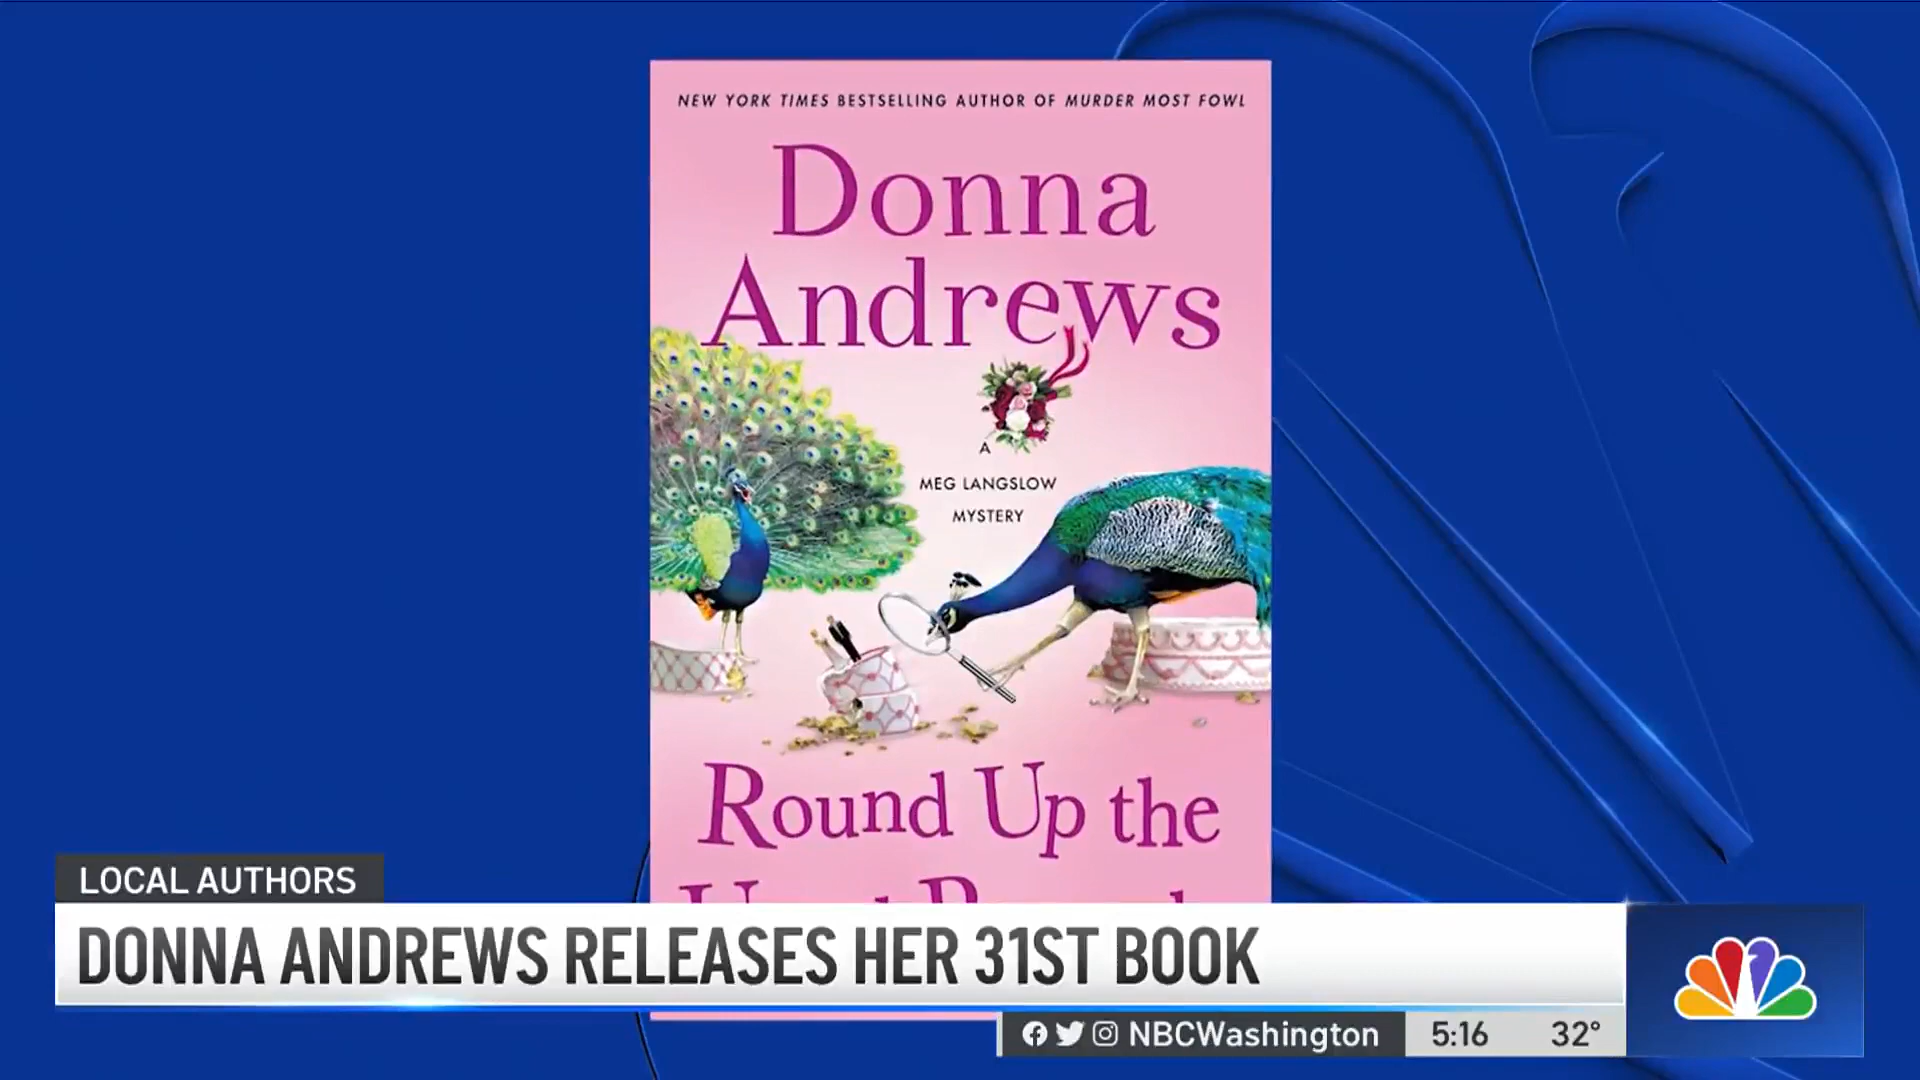 NEW YORK TIMES BESTSELLING AUTHOR OF MURDER MOST FOWL
Donna
Andrews
A
MEG LANGSLOW
MYSTERY
Round Up the
LOCAL AUTHORS
DONNA ANDREWS RELEASES HER 31ST BOOK
NBCWashington
5:16 32°